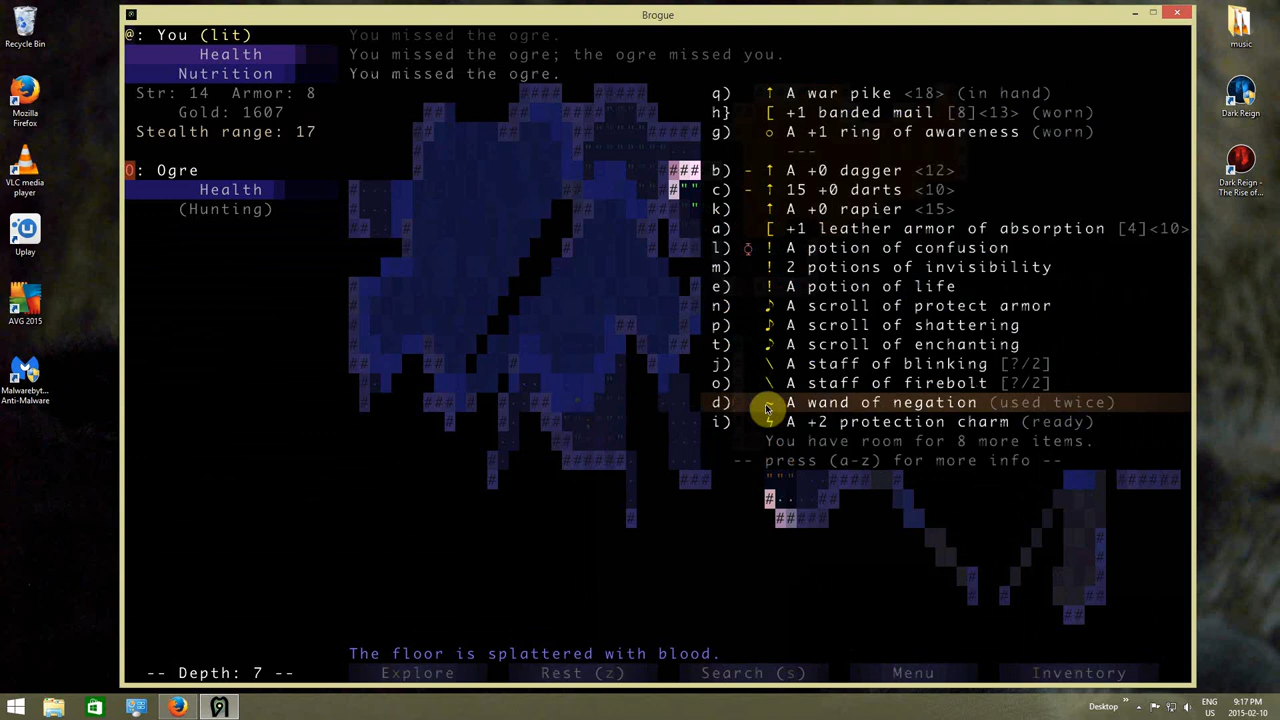 Brogue
Recycle Bin
Mozilla
Firefox
VLC media
player
Uplay
AVG 2015
Malwarebyt...
Anti-Malware
music
Dark Reign
Dark Reign
- The Rise of...
@: You (lit)
Health
Nutrition
Str: 14 Armor: 8
Gold: 1607
Stealth range: 17
O: Ogre
Health
(Hunting)
-- Depth: 7 --
You missed the ogre.
You missed the ogre; the ogre missed you.
You missed the ogre.
q) ↑ A war pike <18> (in hand)
h} [ +1 banded mail [8]<13> (worn)
g) ○ A +1 ring of awareness (worn)
---
b) - ↑ A +0 dagger <12>
c) - ↑ 15 +0 darts <10>
k) ↑ A +0 rapier <15>
a) [ +1 leather armor of absorption [4]<10>
l) ! A potion of confusion
m) ! 2 potions of invisibility
e) ! A potion of life
n) ♪ A scroll of protect armor
p) ♪ A scroll of shattering
t) ♪ A scroll of enchanting
j) \ A staff of blinking [?/2]
o) \ A staff of firebolt [?/2]
d) ~ A wand of negation (used twice)
i) ϟ A +2 protection charm (ready)
You have room for 8 more items.
-- press (a-z) for more info --
The floor is splattered with blood.
Explore Rest (z) Search (s) Menu Inventory
Desktop »
ENG
US
9:17 PM
2015-02-10